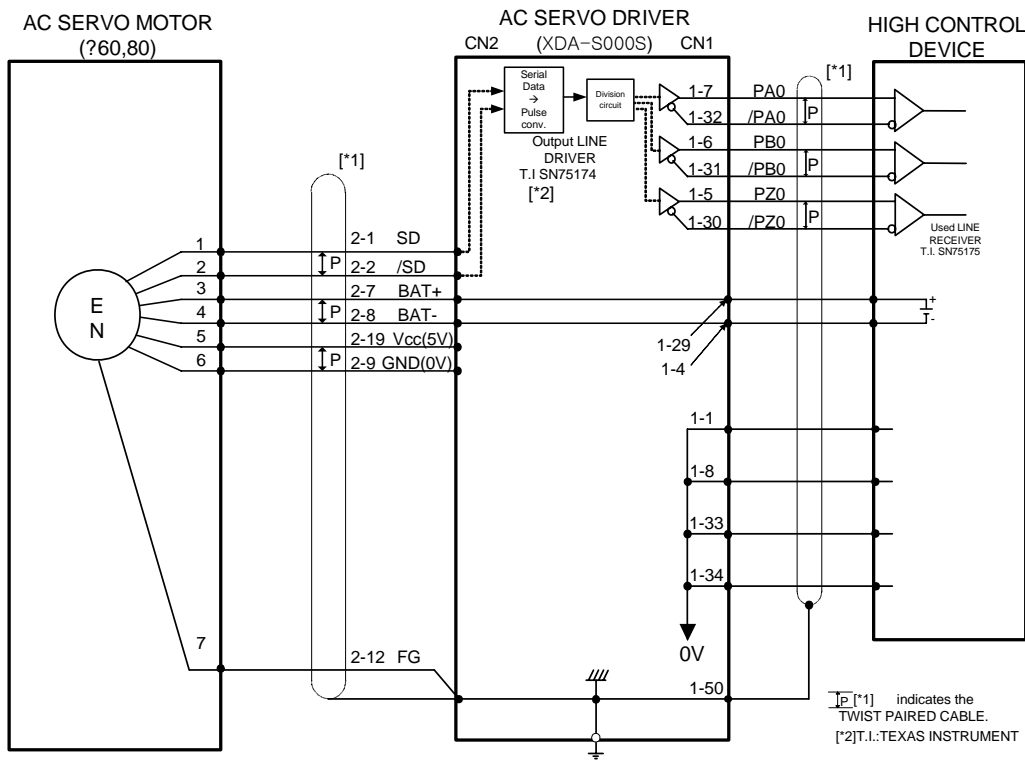 AC SERVO MOTOR
(?60,80)
AC SERVO DRIVER
CN2 (XDA-S000S) CN1
HIGH CONTROL
DEVICE
[*1]
Serial
Data
→
Pulse
conv.
Division
circuit
Output LINE
DRIVER
T.I SN75174
[*2]
1-7 PA0
1-32 /PA0
P
1-6 PB0
1-31 /PB0
P
1-5 PZ0
1-30 /PZ0
P
Used LINE
RECEIVER
T.I. SN75175
[*1]
E
N
1 2-1 SD
P
2 2-2 /SD
3 2-7 BAT+
P
4 2-8 BAT-
5 2-19 Vcc(5V)
P
6 2-9 GND(0V)
+
-
1-29
1-4
1-1
1-8
1-33
1-34
0V
7 2-12 FG
1-50
P [*1] indicates the
TWIST PAIRED CABLE.
[*2]T.I.:TEXAS INSTRUMENT